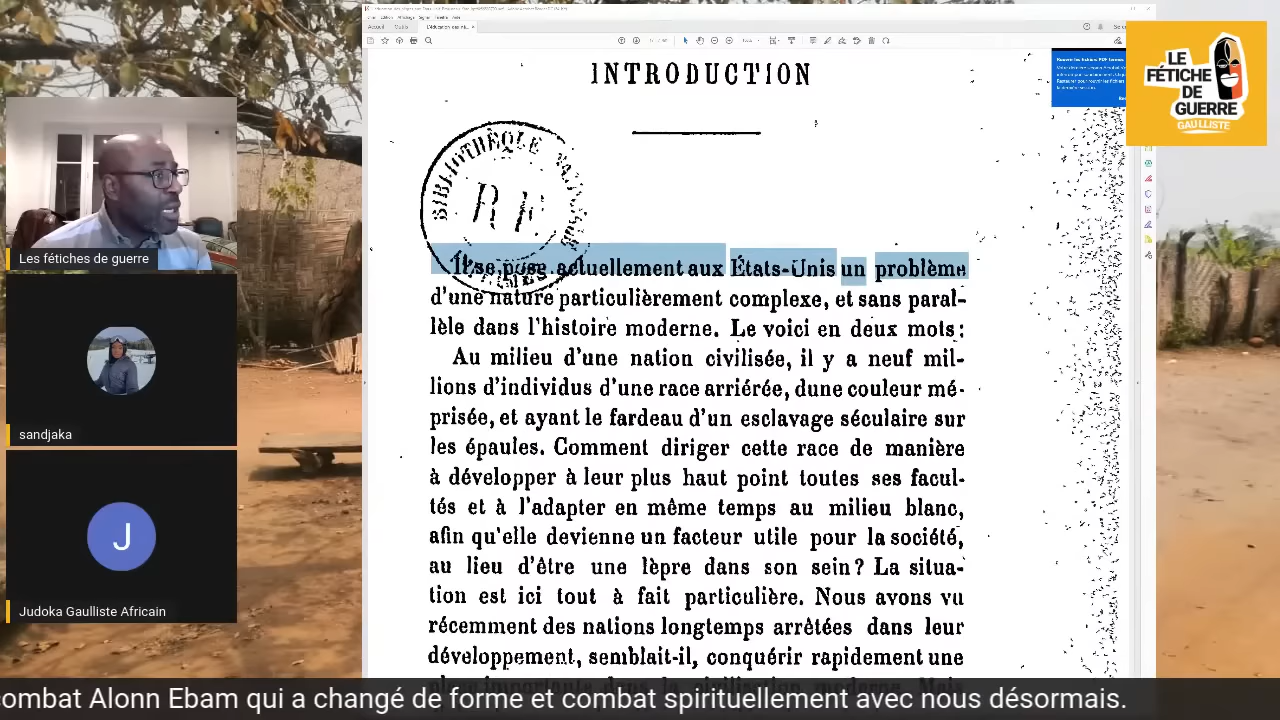 Accueil Outils
INTRODUCTION
BIBLIOTHÈQUE
R F
Il se pose actuellement aux États-Unis un problème
d'une nature particulièrement complexe, et sans paral-
lèle dans l'histoire moderne. Le voici en deux mots:
Au milieu d'une nation civilisée, il y a neuf mil-
lions d'individus d'une race arriérée, dune couleur mé-
prisée, et ayant le fardeau d'un esclavage séculaire sur
les épaules. Comment diriger cette race de manière
à développer à leur plus haut point toutes ses facul-
tés et à l'adapter en même temps au milieu blanc,
afin qu'elle devienne un facteur utile pour la société,
au lieu d'être une lèpre dans son sein? La situa-
tion est ici tout à fait particulière. Nous avons vu
récemment des nations longtemps arrêtées dans leur
développement, semblait-il, conquérir rapidement une
LE
FÉTICHE
DE
GUERRE
GAULLISTE
Les fétiches de guerre
sandjaka
J
Judoka Gaulliste Africain
combat Alonn Ebam qui a changé de forme et combat spirituellement avec nous désormais.